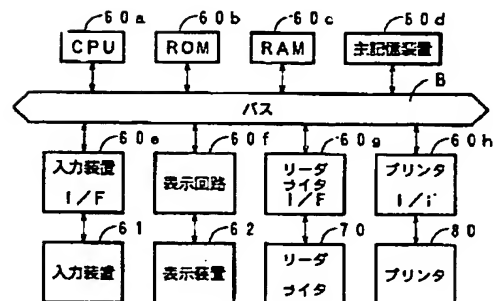 60a 60b 60c 60d
CPU ROM RAM 主記憶装置
B
バス
60e 60f 60g 60h
入力装置 I/F
表示回路
リーダ
ライタ
I/F
プリンタ
I/F
61 62 70 80
入力装置
表示装置
リーダ
ライタ
プリンタ